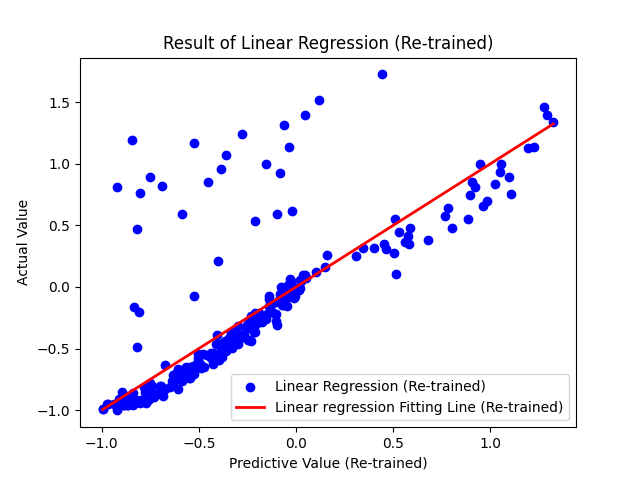 Result of Linear Regression (Re-trained)
Actual Value
1.5
1.0
0.5
0.0
−0.5
−1.0
Linear Regression (Re-trained)
Linear regression Fitting Line (Re-trained)
−1.0 −0.5 0.0 0.5 1.0
Predictive Value (Re-trained)